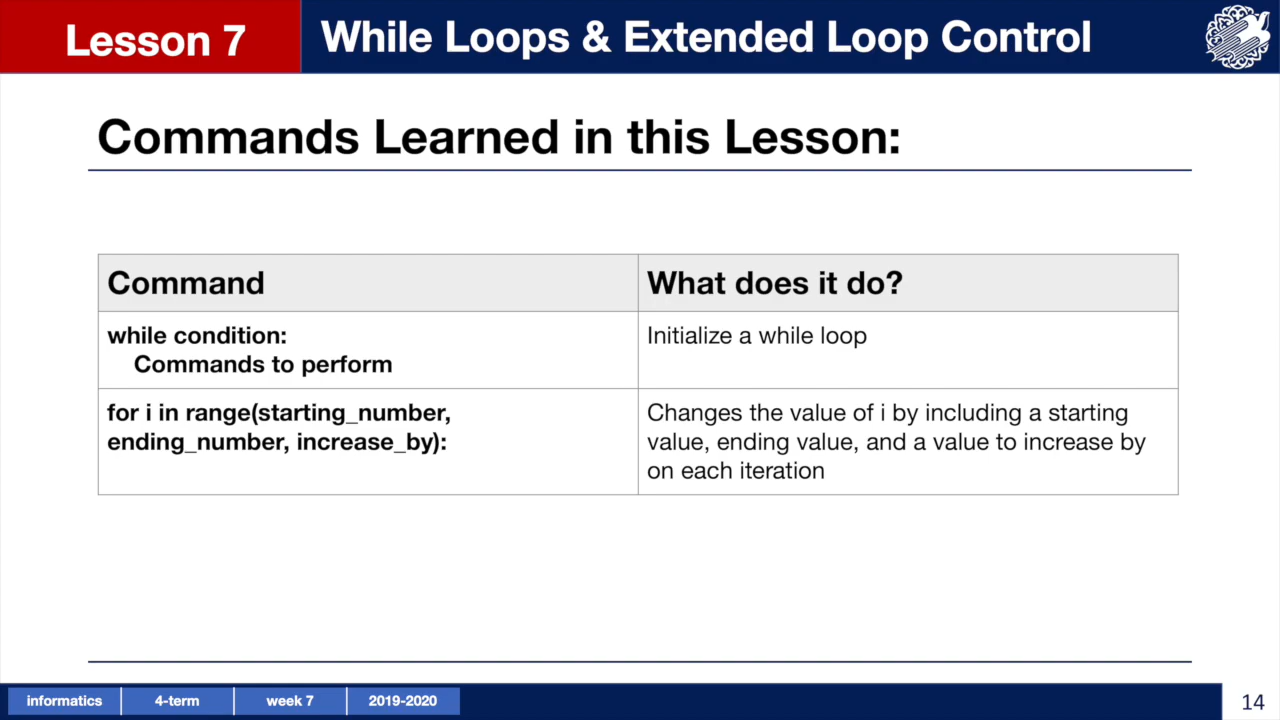 Lesson 7
While Loops & Extended Loop Control
Commands Learned in this Lesson:
Command
What does it do?
while condition:
Commands to perform
Initialize a while loop
for i in range(starting_number,
ending_number, increase_by):
Changes the value of i by including a starting
value, ending value, and a value to increase by
on each iteration
informatics
4-term
week 7
2019-2020
14